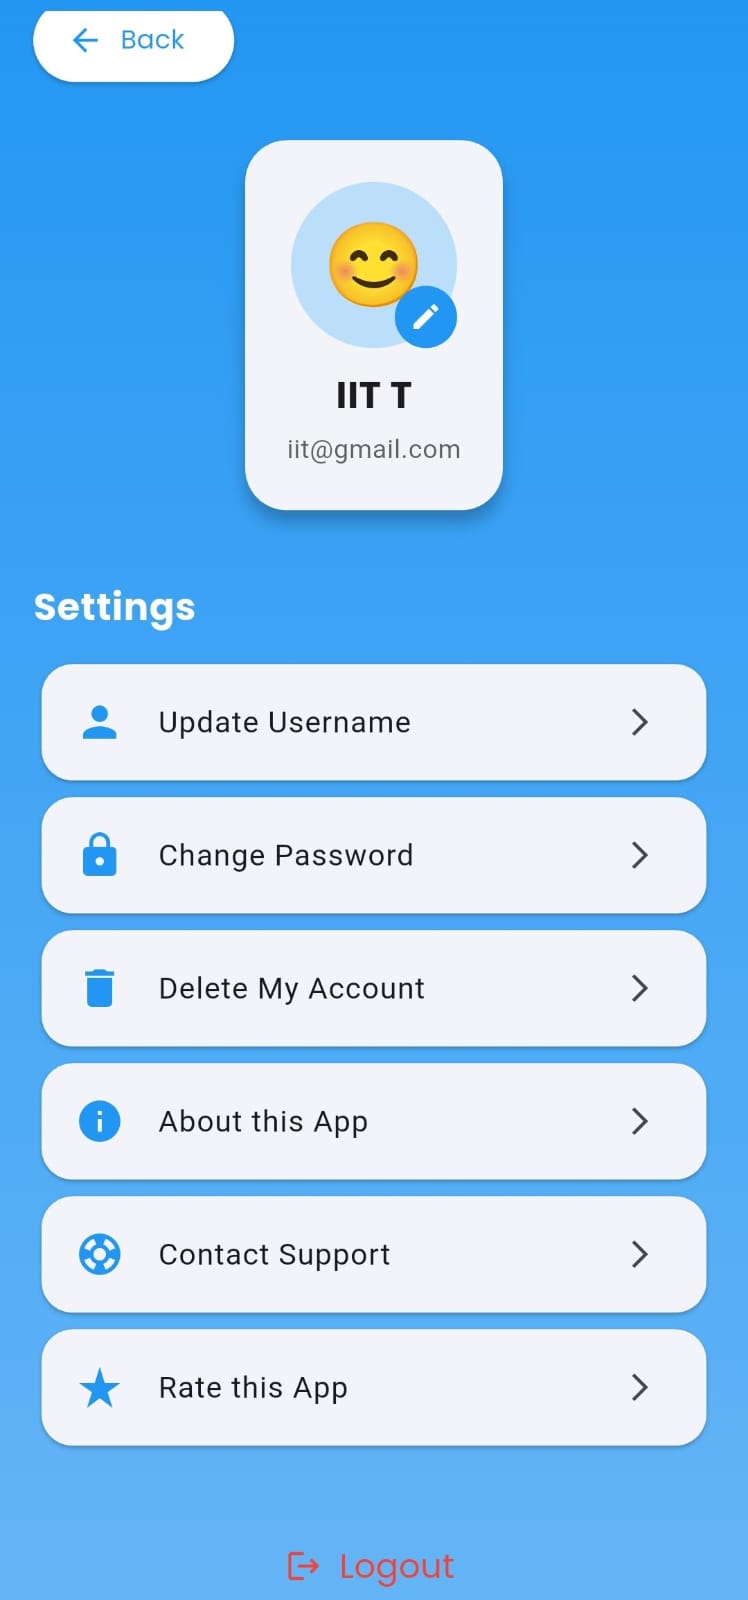 Back
IIT T
iit@gmail.com
Settings
Update Username
Change Password
Delete My Account
About this App
Contact Support
Rate this App
Logout